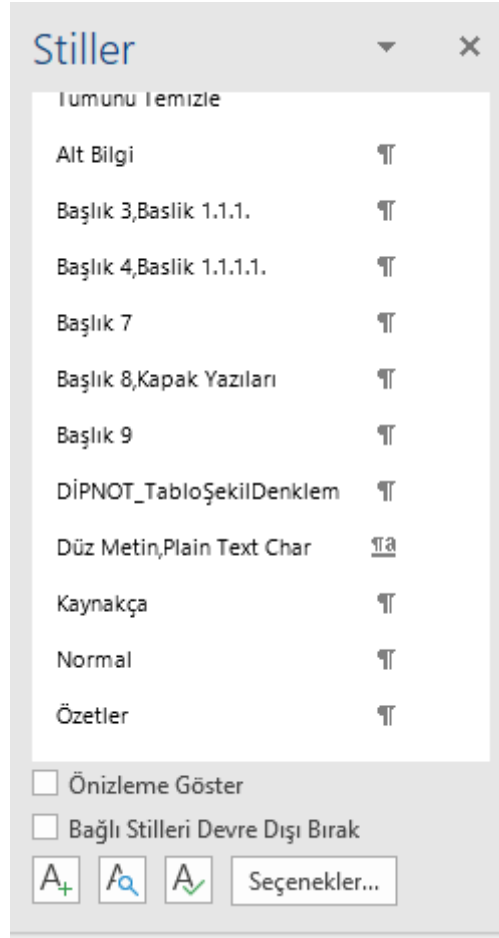 Stiller
Tümünü Temizle
Alt Bilgi ¶
Başlık 3,Baslik 1.1.1. ¶
Başlık 4,Baslik 1.1.1.1. ¶
Başlık 7 ¶
Başlık 8,Kapak Yazıları ¶
Başlık 9 ¶
DİPNOT_TabloŞekilDenklem ¶
Düz Metin,Plain Text Char ¶a
Kaynakça ¶
Normal ¶
Özetler ¶
Önizleme Göster
Bağlı Stilleri Devre Dışı Bırak
Seçenekler...